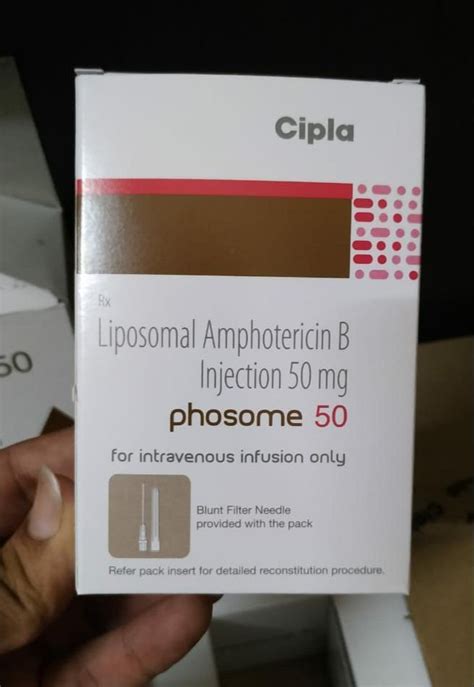 Cipla
Rx
Liposomal Amphotericin B
Injection 50 mg
phosome 50
for intravenous infusion only
Blunt Filter Needle
provided with the pack
Refer pack insert for detailed reconstitution procedure.
50